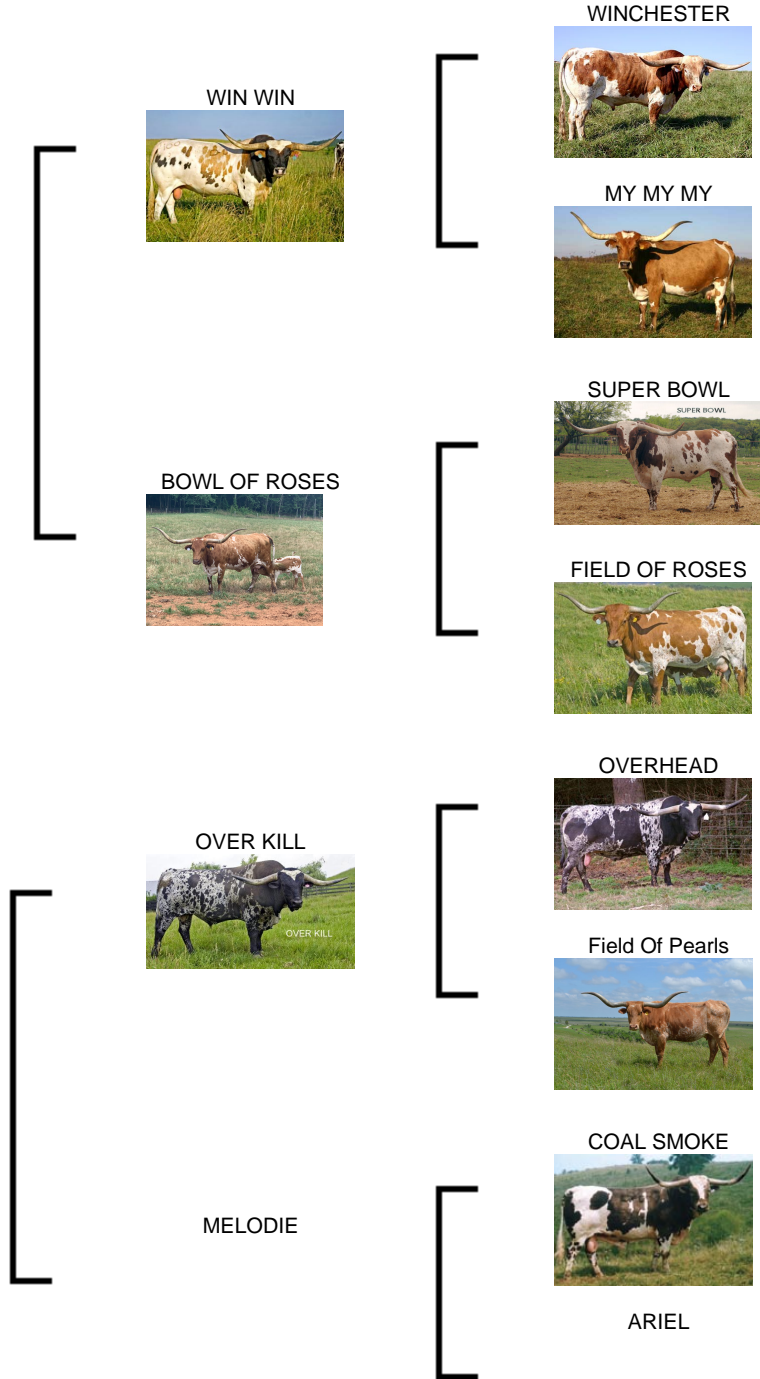 WINCHESTER
WIN WIN
MY MY MY
SUPER BOWL
SUPER BOWL
BOWL OF ROSES
FIELD OF ROSES
OVERHEAD
OVER KILL
OVER KILL
Field Of Pearls
COAL SMOKE
MELODIE
ARIEL